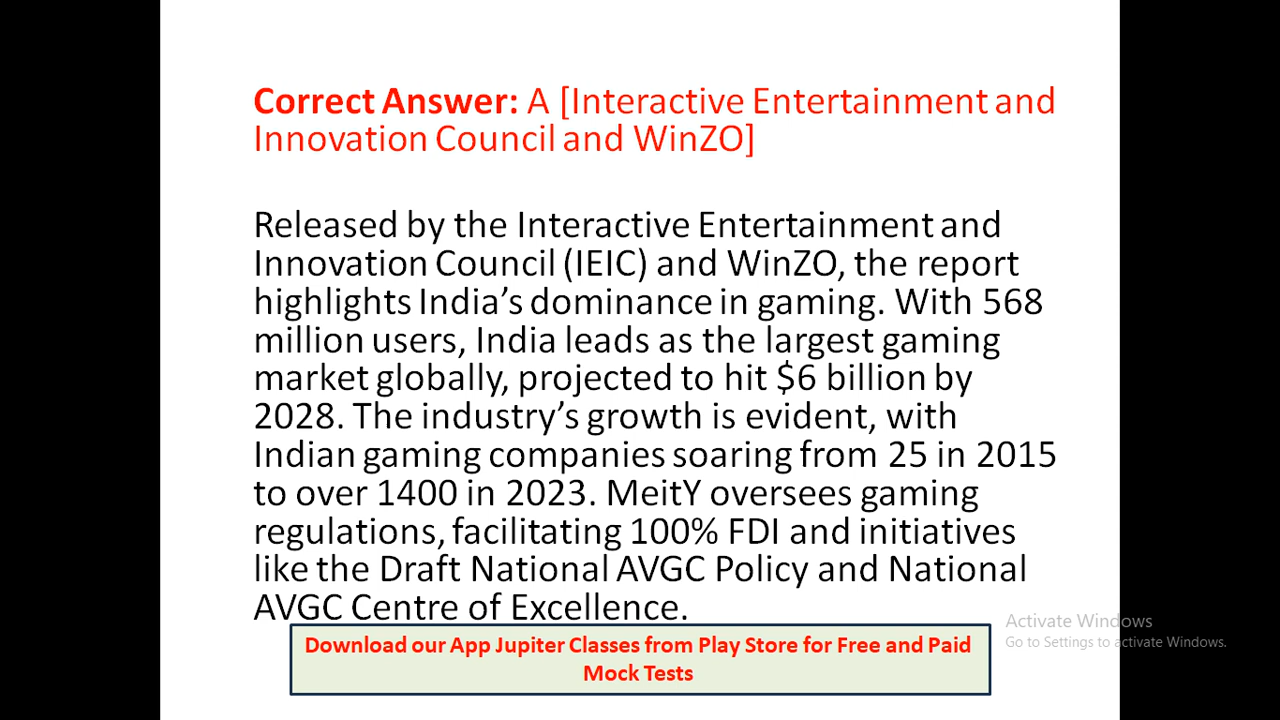 Correct Answer: A [Interactive Entertainment and
Innovation Council and WinZO]
Released by the Interactive Entertainment and
Innovation Council (IEIC) and WinZO, the report
highlights India’s dominance in gaming. With 568
million users, India leads as the largest gaming
market globally, projected to hit $6 billion by
2028. The industry’s growth is evident, with
Indian gaming companies soaring from 25 in 2015
to over 1400 in 2023. MeitY oversees gaming
regulations, facilitating 100% FDI and initiatives
like the Draft National AVGC Policy and National
AVGC Centre of Excellence.
Activate Windows
Go to Settings to activate Windows.
Download our App Jupiter Classes from Play Store for Free and Paid
Mock Tests